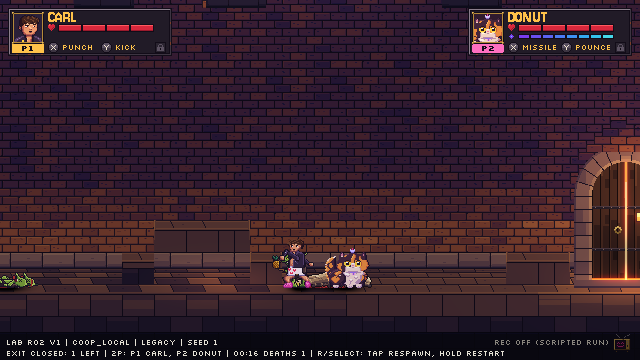 CARL
P1
X PUNCH Y KICK
DONUT
P2
X MISSILE Y POUNCE
LAB R02 V1 | COOP_LOCAL | LEGACY | SEED 1
REC OFF (SCRIPTED RUN)
EXIT CLOSED: 1 LEFT | 2P: P1 CARL, P2 DONUT | 00:16 DEATHS 1 | R/SELECT: TAP RESPAWN, HOLD RESTART